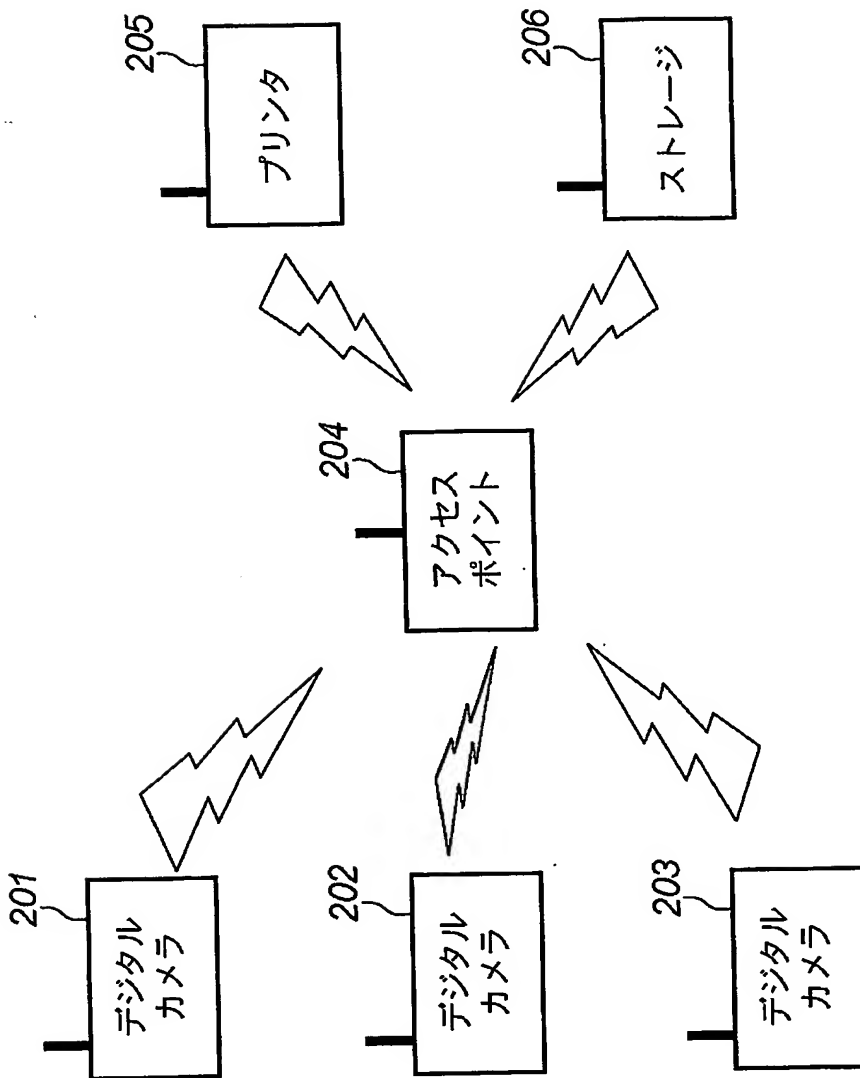 201
デジタル
カメラ
202
デジタル
カメラ
203
デジタル
カメラ
204
アクセス
ポイント
205
プリンタ
206
ストレージ